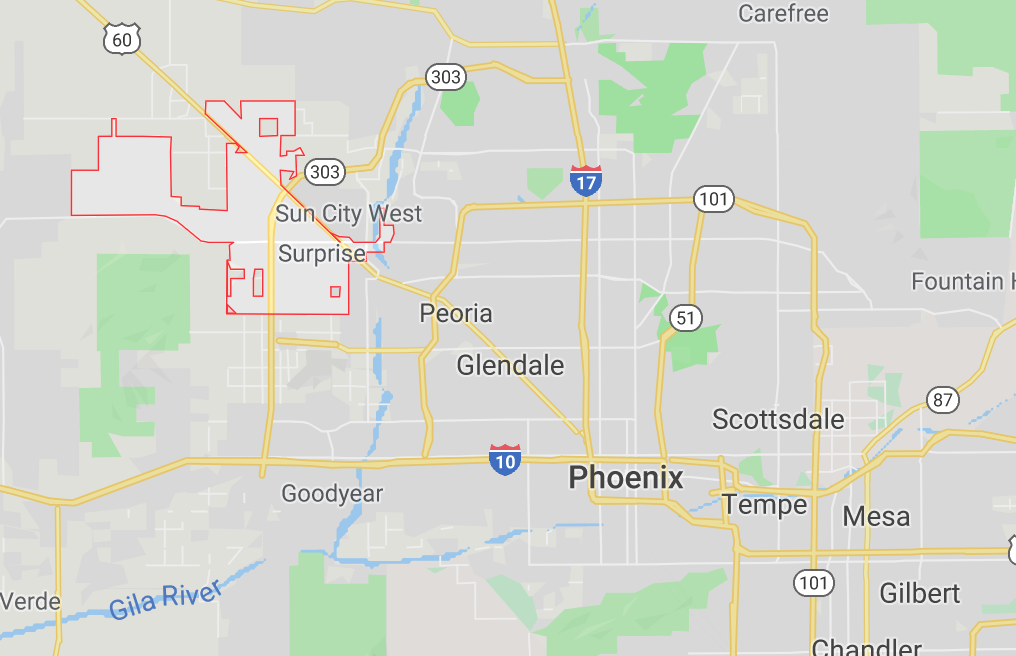 Carefree
60
303
303
17
101
Sun City West
Surprise
Fountain H
Peoria
51
Glendale
87
Scottsdale
10
Phoenix
Goodyear
Tempe
Mesa
101
Gila River
Verde
Gilbert
Chandler